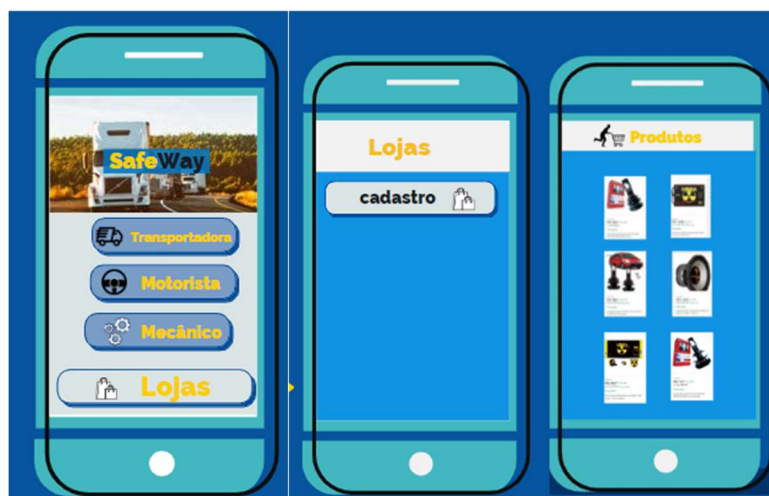 SafeWay
Transportadora
Motorista
Mecânico
Lojas
Lojas
cadastro
Produtos